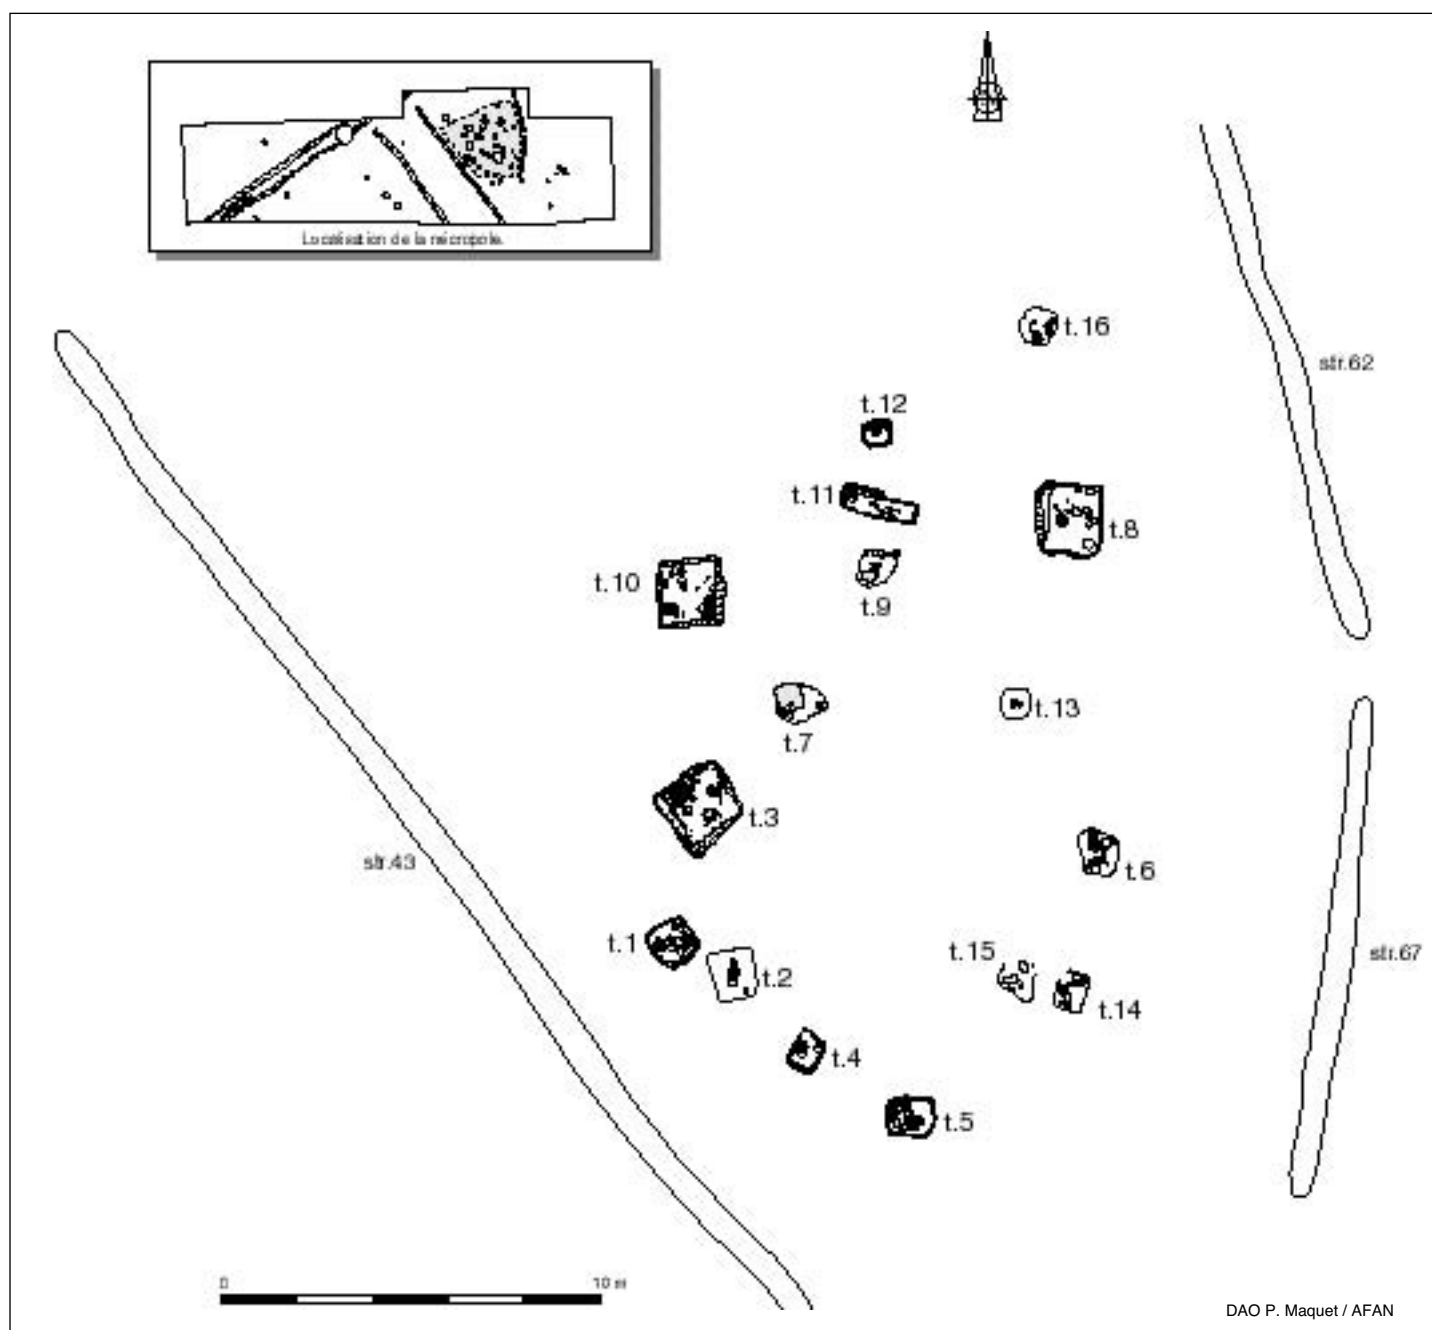 Localisation de la nécropole.
t.16
str.62
t.12
t.11
t.8
t.10
t.9
t.13
t.7
t.3
str.43
t.6
t.1
t.15
str.67
t.2
t.14
t.4
t.5
0 10 m
DAO P. Maquet / AFAN